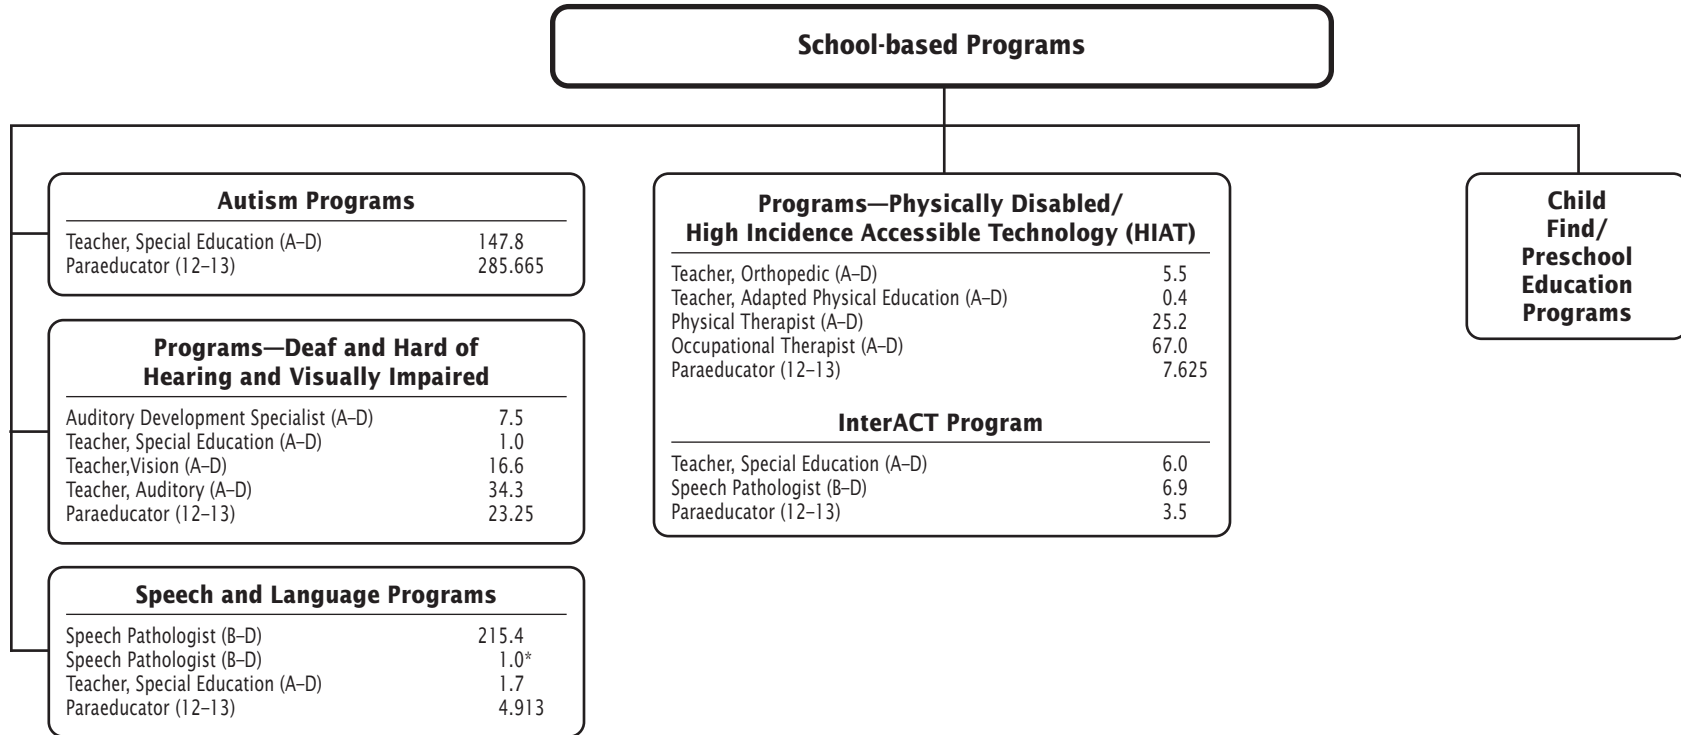 School-based Programs
Autism Programs
Teacher, Special Education (A–D) 147.8
Paraeducator (12–13) 285.665
Programs—Deaf and Hard of
Hearing and Visually Impaired
Auditory Development Specialist (A–D) 7.5
Teacher, Special Education (A–D) 1.0
Teacher,Vision (A–D) 16.6
Teacher, Auditory (A–D) 34.3
Paraeducator (12–13) 23.25
Speech and Language Programs
Speech Pathologist (B–D) 215.4
Speech Pathologist (B–D) 1.0*
Teacher, Special Education (A–D) 1.7
Paraeducator (12–13) 4.913
Programs—Physically Disabled/
High Incidence Accessible Technology (HIAT)
Teacher, Orthopedic (A–D) 5.5
Teacher, Adapted Physical Education (A–D) 0.4
Physical Therapist (A–D) 25.2
Occupational Therapist (A–D) 67.0
Paraeducator (12–13) 7.625
InterACT Program
Teacher, Special Education (A–D) 6.0
Speech Pathologist (B–D) 6.9
Paraeducator (12–13) 3.5
Child
Find/
Preschool
Education
Programs